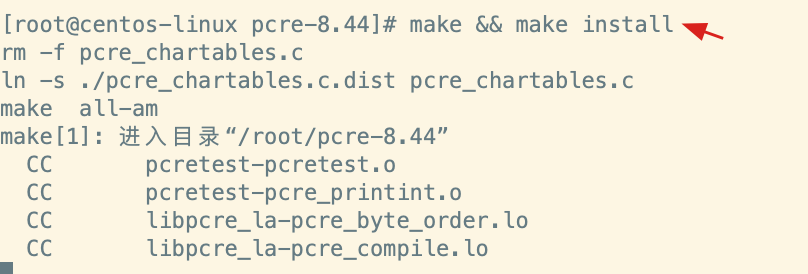 [root@centos-linux pcre-8.44]# make && make install
rm -f pcre_chartables.c
ln -s ./pcre_chartables.c.dist pcre_chartables.c
make  all-am
make[1]: 进入目录“/root/pcre-8.44”
  CC       pcretest-pcretest.o
  CC       pcretest-pcre_printint.o
  CC       libpcre_la-pcre_byte_order.lo
  CC       libpcre_la-pcre_compile.lo